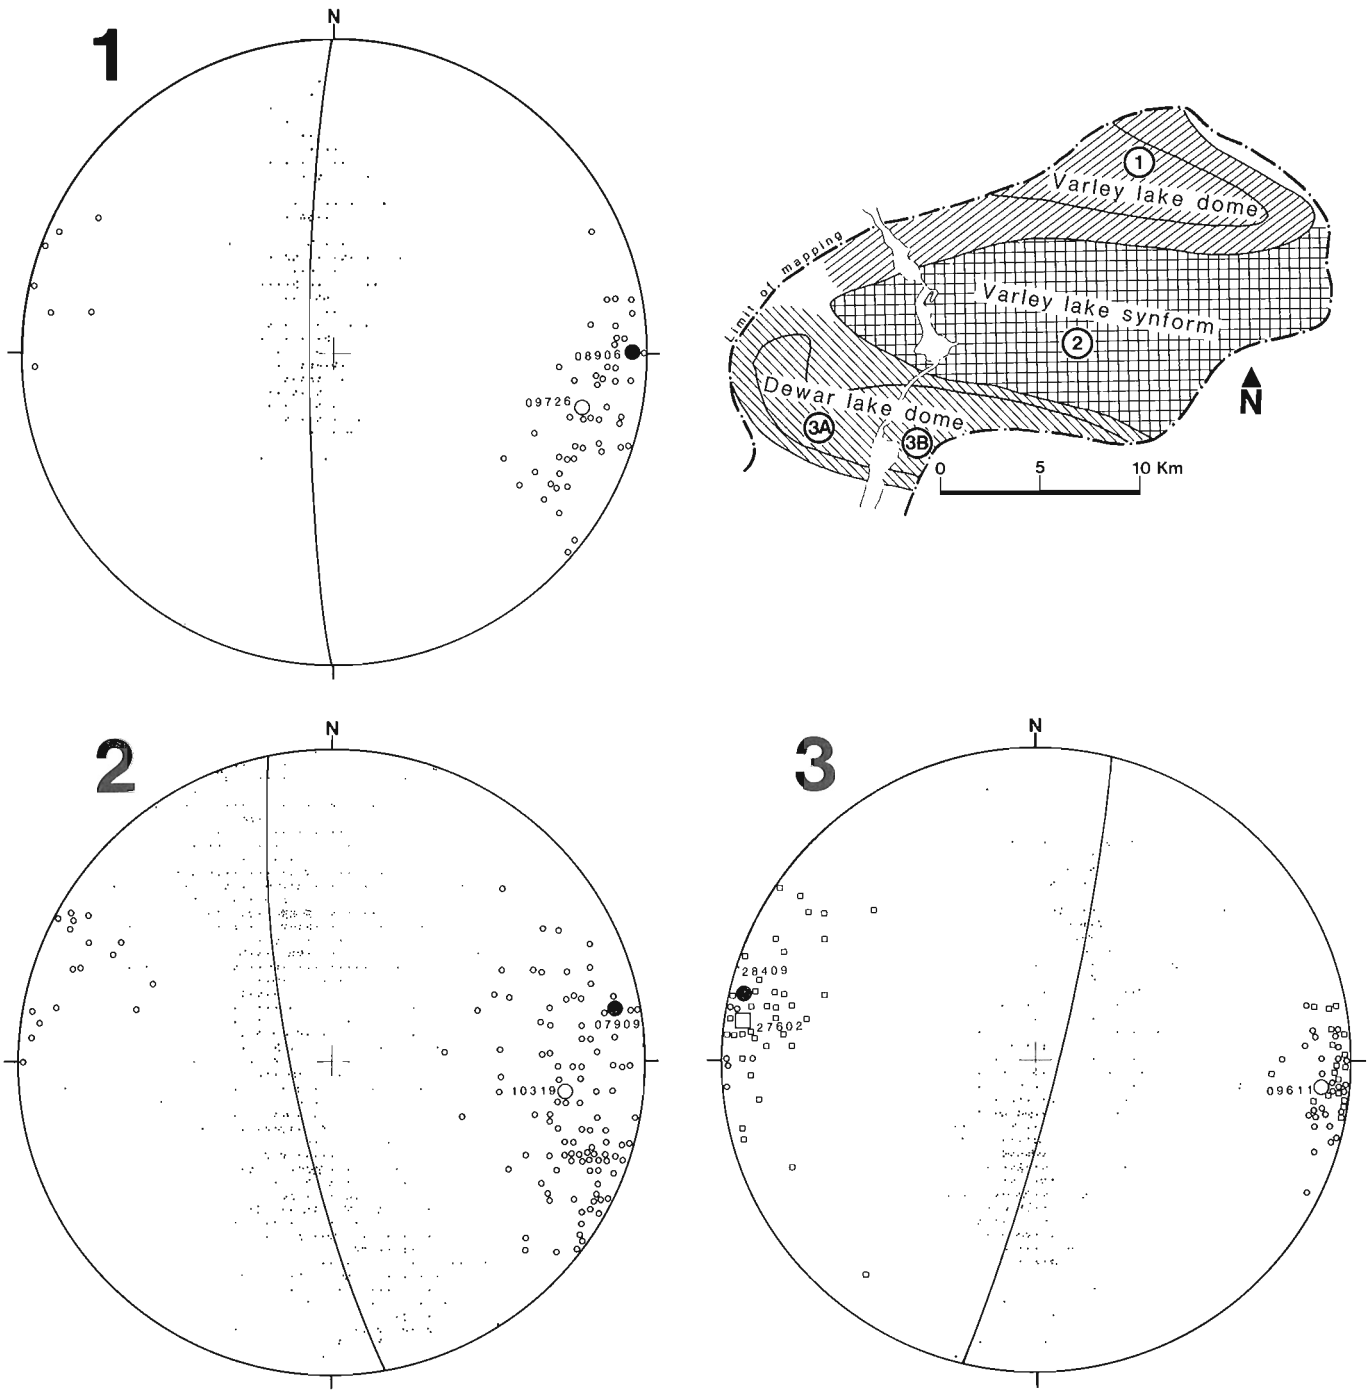 1
N
08906
09726
1
Varley lake dome
Limit of mapping
Varley lake synform
2
Dewar lake dome
3A
3B
N
0 5 10 Km
2
N
07909
10319
3
N
28409
27602
09611